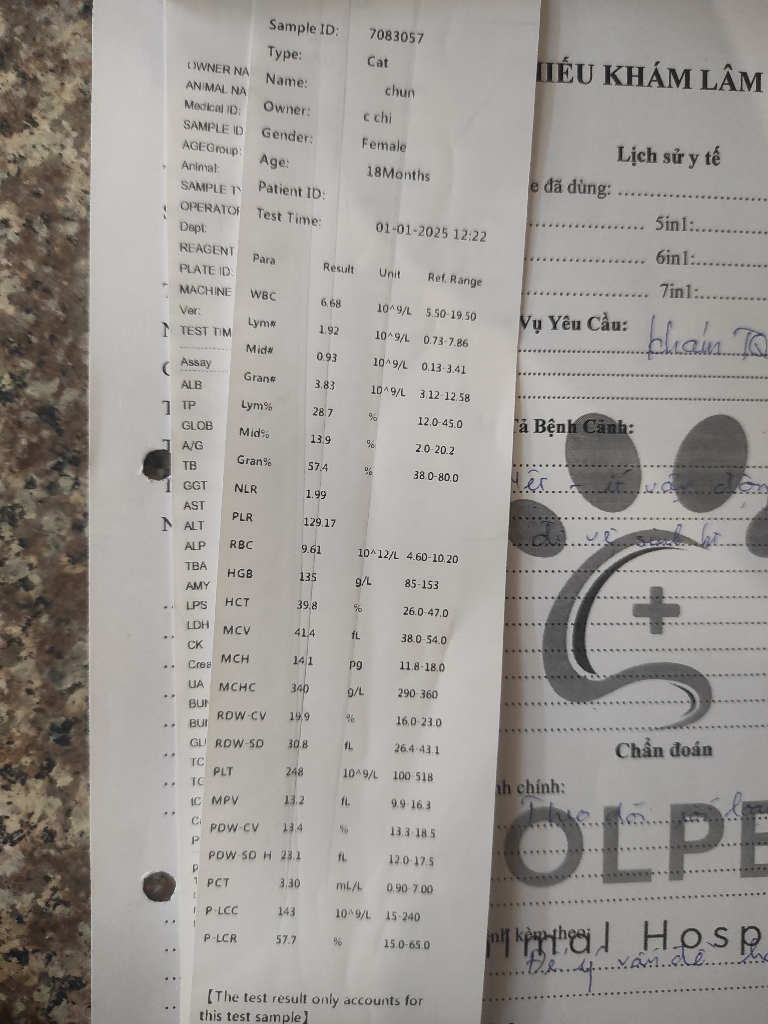 Sample ID: 7083057
Type: Cat
Name: chun
Owner: c chi
Gender: Female
Age: 18Months
Patient ID:
Test Time: 01-01-2025 12:22
Para Result Unit Ref. Range
WBC 6.68 10^9/L 5.50-19.50
Lym# 1.92 10^9/L 0.73-7.86
Mid# 0.93 10^9/L 0.13-3.41
Gran# 3.83 10^9/L 3.12-12.58
Lym% 28.7 % 12.0-45.0
Mid% 13.9 % 2.0-20.2
Gran% 57.4 % 38.0-80.0
NLR 1.99
PLR 129.17
RBC 9.61 10^12/L 4.60-10.20
HGB 135 g/L 85-153
HCT 39.8 % 26.0-47.0
MCV 41.4 fL 38.0-54.0
MCH 14.1 pg 11.8-18.0
MCHC 340 g/L 290-360
RDW-CV 19.9 % 16.0-23.0
RDW-SD 30.8 fL 26.4-43.1
PLT 248 10^9/L 100-518
MPV 13.2 fL 9.9-16.3
PDW-CV 13.4 % 13.3-18.5
PDW-SD H 23.1 fL 12.0-17.5
PCT 3.30 mL/L 0.90-7.00
P-LCC 143 10^9/L 15-240
P-LCR 57.7 % 15.0-65.0
【The test result only accounts for
this test sample】
OWNER NA
ANIMAL NA
Medical ID:
SAMPLE ID
AGEGroup:
Animal:
SAMPLE T
OPERATOR
Dept:
REAGENT
PLATE ID:
MACHINE
Ver:
TEST TIM
Assay
ALB
TP
GLOB
A/G
TB
GGT
AST
ALT
ALP
TBA
AMY
LPS
LDH
CK
Crea
UA
BUN
BU
GL
TC
TG
IẾU KHÁM LÂM
Lịch sử y tế
e đã dùng:
5in1:
6in1:
7in1:
Vụ Yêu Cầu: khám TQ
ả Bệnh Cảnh:
ít vận độn
đi vệ sinh bt
Chẩn đoán
nh chính:
Theo dõi
OLPE
nh kèm theo:
imal Hosp
Để ý vấn đề